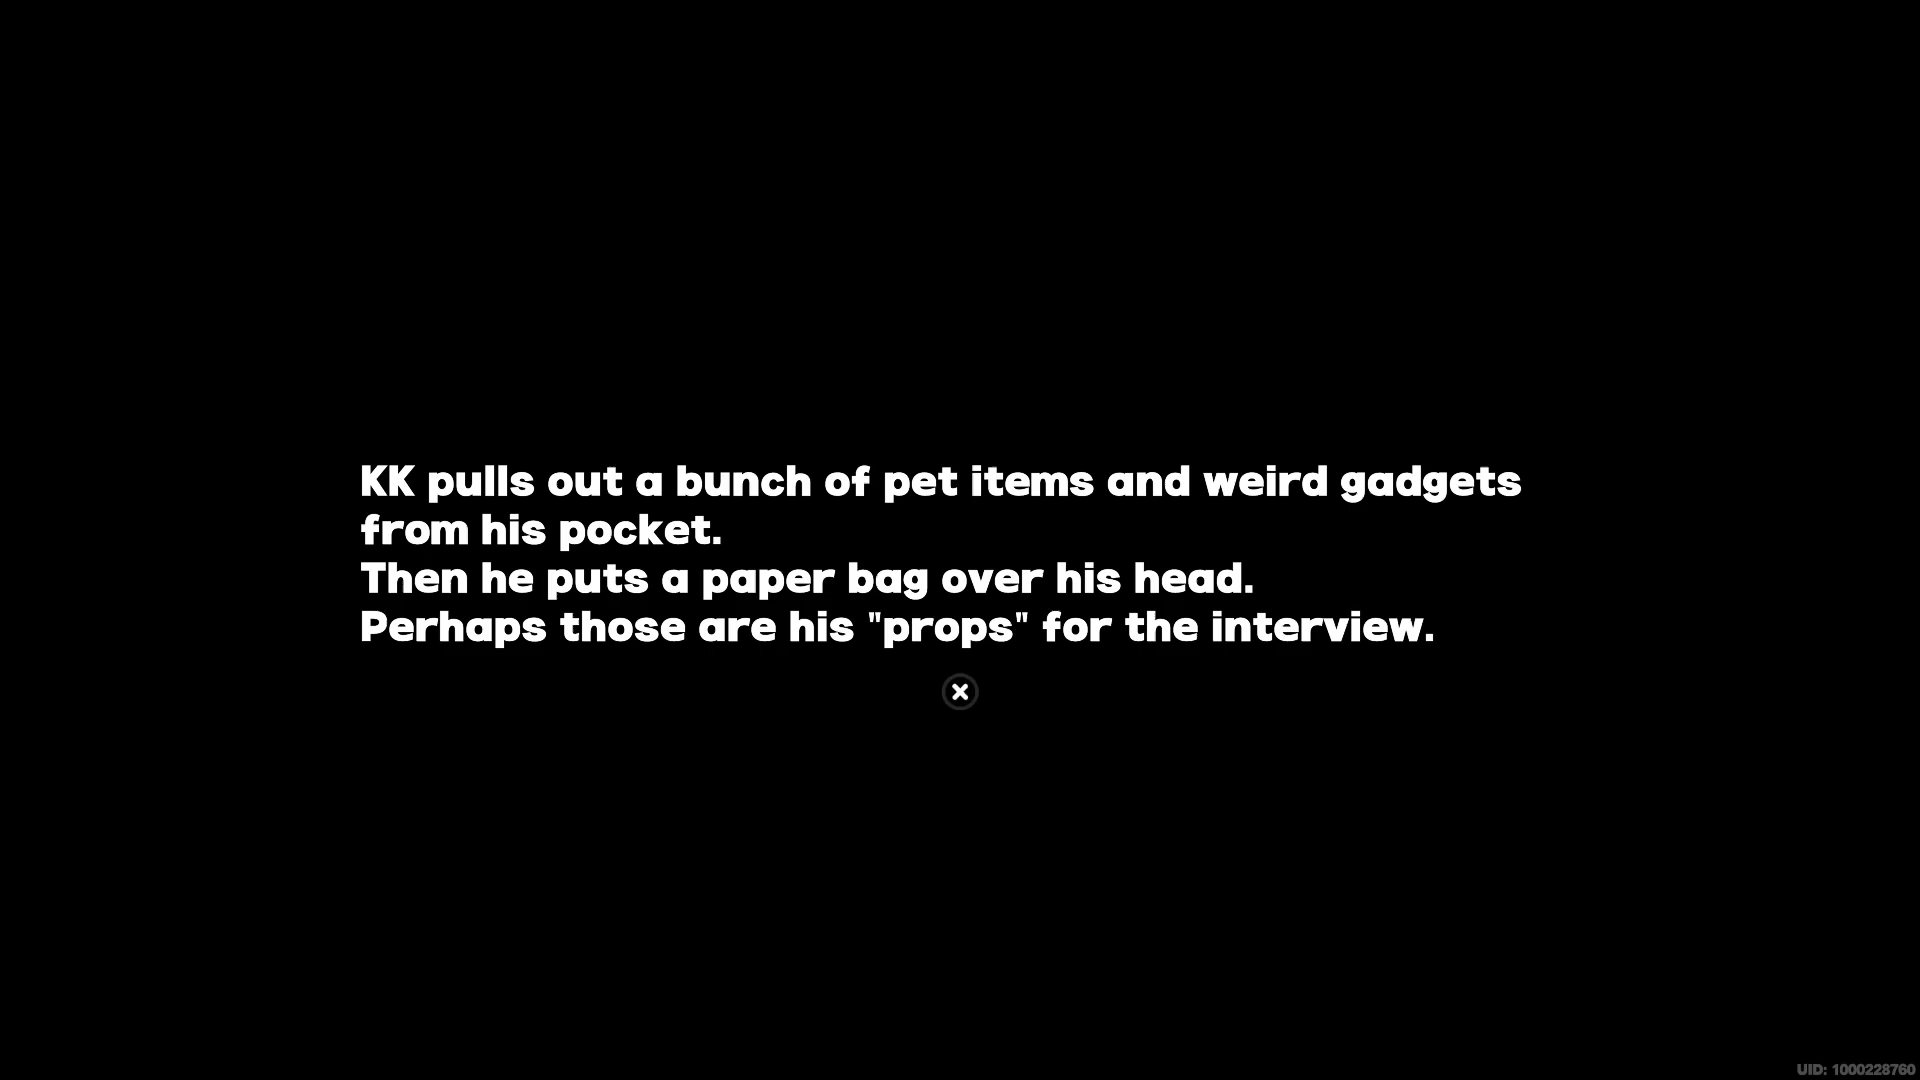 KK pulls out a bunch of pet items and weird gadgets
from his pocket.
Then he puts a paper bag over his head.
Perhaps those are his "props" for the interview.
UID: 1000228760